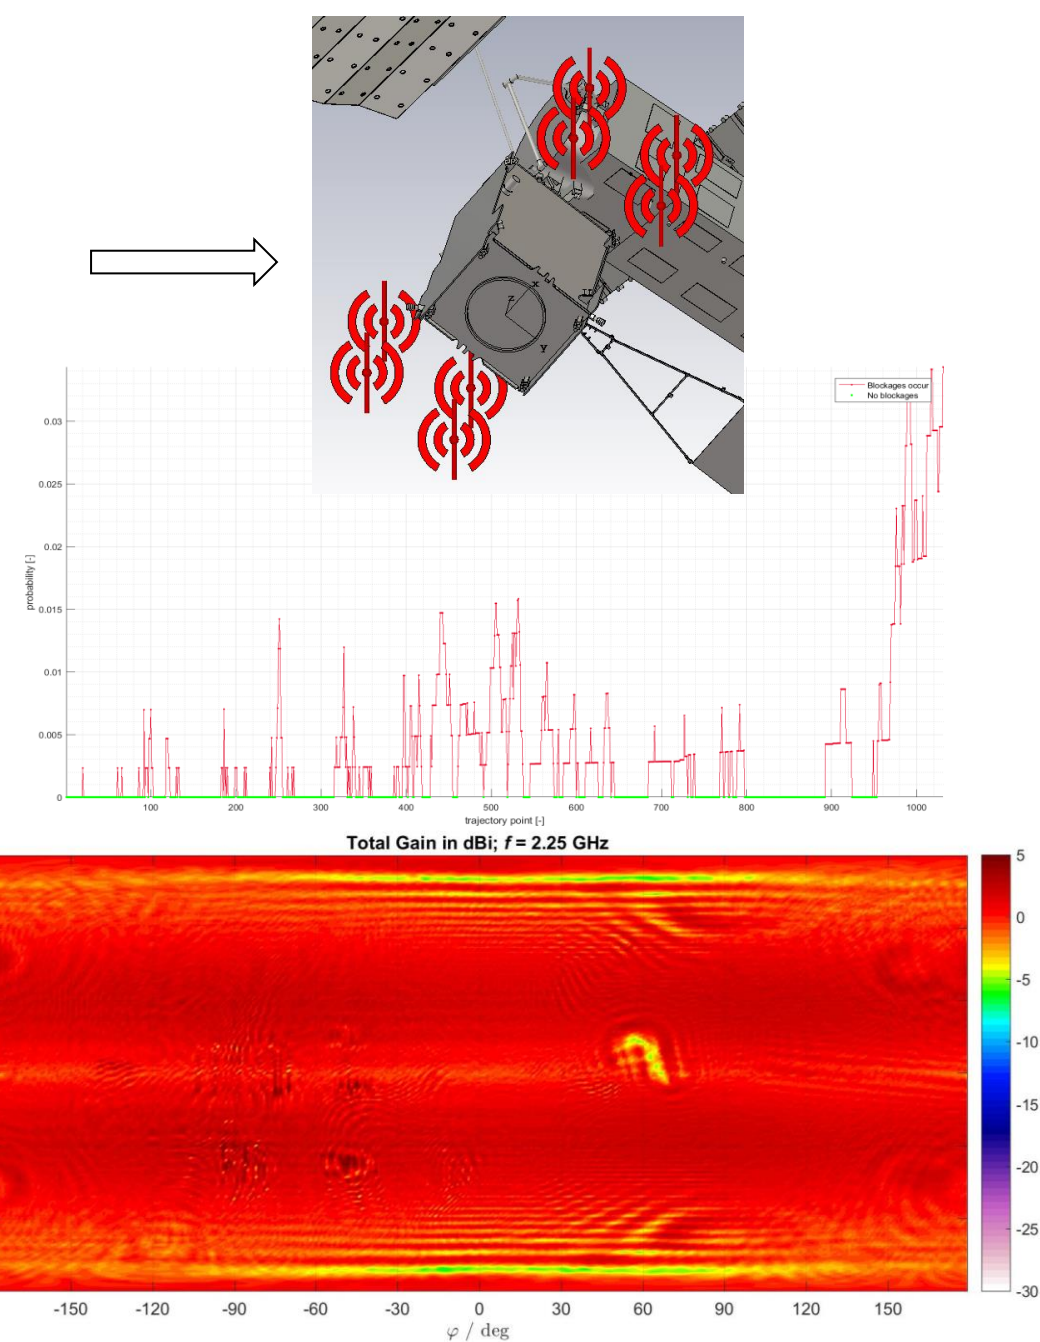 x
z
y
Blockages occur
No blockages
0.03
0.025
0.02
0.015
0.01
0.005
0
probability [-]
100 200 300 400 500 600 700 800 900 1000
trajectory point [-]
Total Gain in dBi; f = 2.25 GHz
5
0
-5
-10
-15
-20
-25
-30
-150 -120 -90 -60 -30 0 30 60 90 120 150
φ / deg